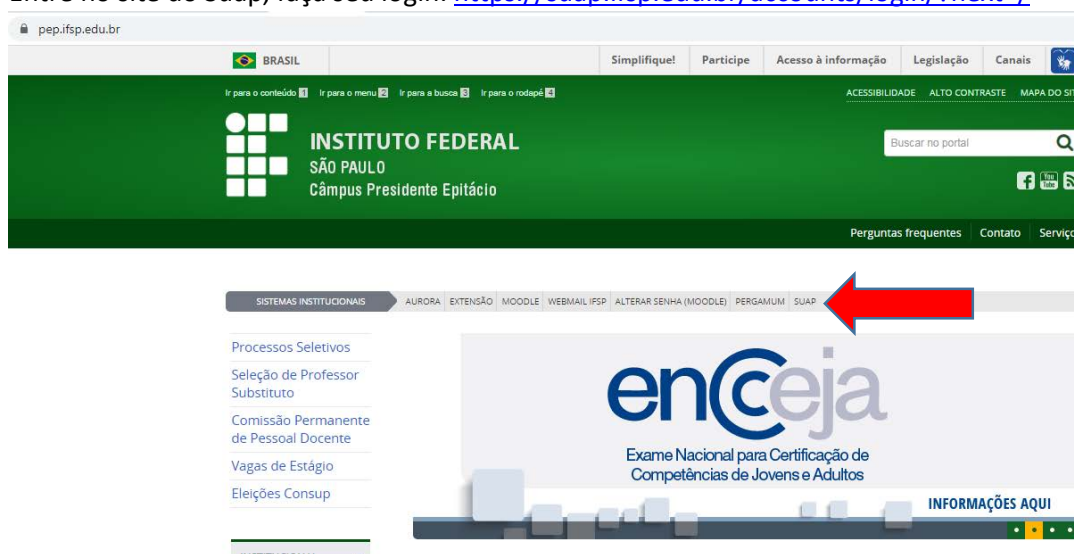 pep.ifsp.edu.br
BRASIL Simplifique! Participe Acesso à informação Legislação Canais
Ir para o conteúdo 1 Ir para o menu 2 Ir para a busca 3 Ir para o rodapé 4 ACESSIBILIDADE ALTO CONTRASTE MAPA DO
INSTITUTO FEDERAL
SÃO PAULO
Câmpus Presidente Epitácio
Buscar no portal
You Tube
Perguntas frequentes Contato
SISTEMAS INSTITUCIONAIS AURORA EXTENSÃO MOODLE WEBMAIL IFSP ALTERAR SENHA (MOODLE) PERGAMUM SUAP
Processos Seletivos
Seleção de Professor
Substituto
Comissão Permanente
de Pessoal Docente
Vagas de Estágio
Eleições Consup
encceja
Exame Nacional para Certificação de
Competências de Jovens e Adultos
INFORMAÇÕES AQUI